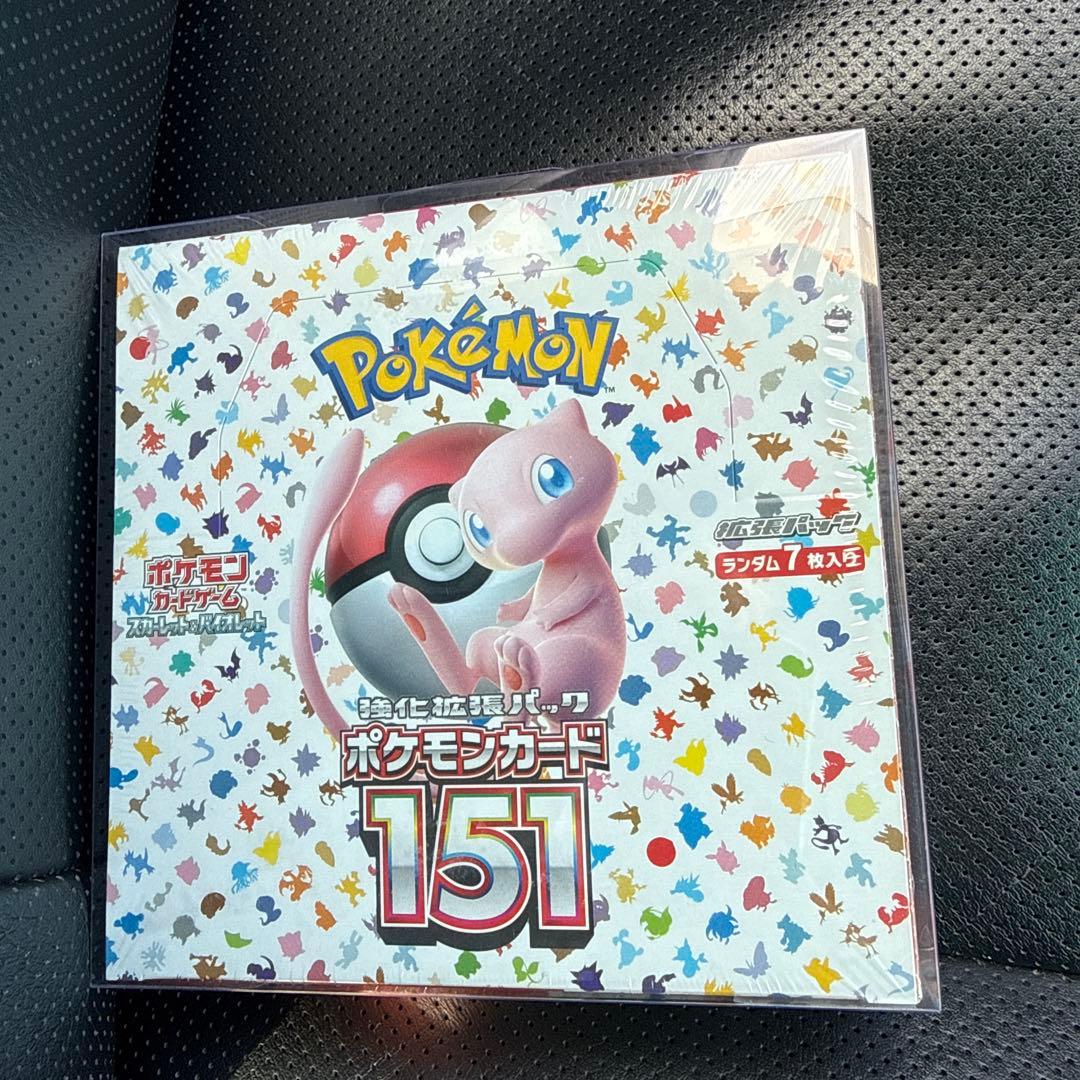 POKéMON
TM
拡張パック
ランダム7枚入り
ポケモン
カードゲーム
スカーレット&バイオレット
強化拡張パック
ポケモンカード
151